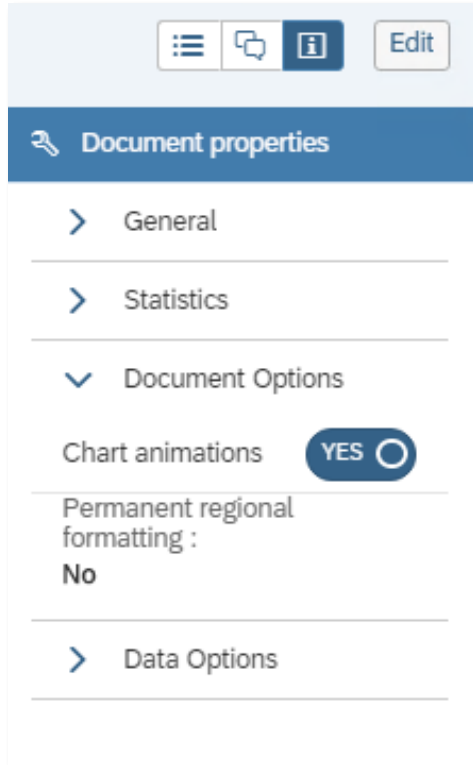 Edit
Document properties
General
Statistics
Document Options
Chart animations YES
Permanent regional
formatting :
No
Data Options